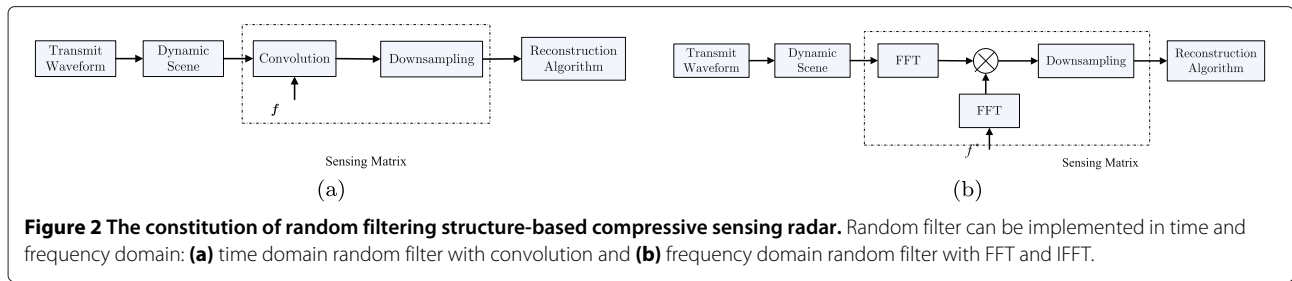 Transmit
Waveform
Dynamic
Scene
Convolution
Downsampling
Reconstruction
Algorithm
f
Sensing Matrix
(a)
Transmit
Waveform
Dynamic
Scene
FFT
Downsampling
Reconstruction
Algorithm
FFT
f
Sensing Matrix
(b)
Figure 2 The constitution of random filtering structure-based compressive sensing radar. Random filter can be implemented in time and
frequency domain: (a) time domain random filter with convolution and (b) frequency domain random filter with FFT and IFFT.